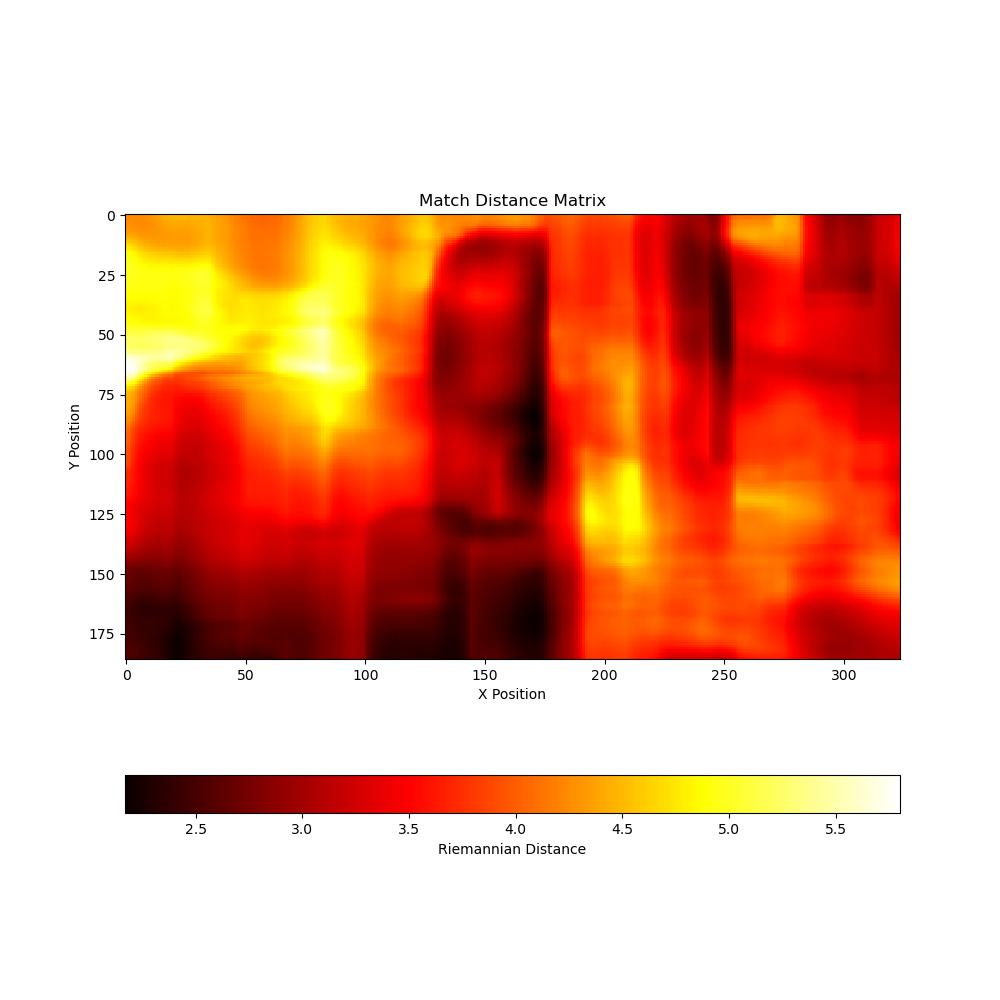 Match Distance Matrix
0
25
50
75
100
125
150
175
Y Position
0 50 100 150 200 250 300
X Position
2.5 3.0 3.5 4.0 4.5 5.0 5.5
Riemannian Distance